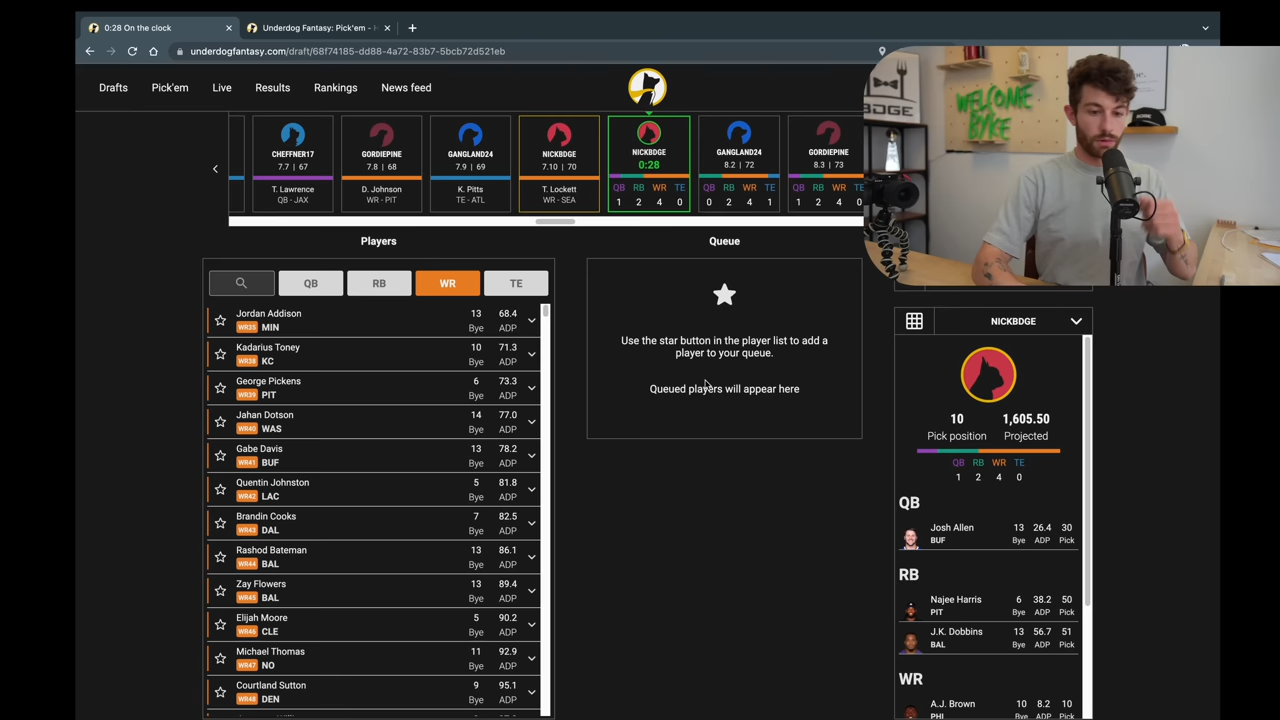 0:28 On the clock
Underdog Fantasy: Pick'em - H
underdogfantasy.com/draft/68f74185-dd88-4a72-83b7-5bcb72d521eb
Drafts Pick'em Live Results Rankings News feed
CHEFFNER17
7.7 | 67
T. Lawrence
QB - JAX
GORDIEPINE
7.8 | 68
D. Johnson
WR - PIT
GANGLAND24
7.9 | 69
K. Pitts
TE - ATL
NICKBDGE
7.10 | 70
T. Lockett
WR - SEA
NICKBDGE
0:28
QB RB WR TE
1 2 4 0
GANGLAND24
8.2 | 72
QB RB WR TE
0 2 4 1
GORDIEPINE
8.3 | 73
QB RB WR
1 2 4
WELCOME
BYKE
BDGE
Players
QB RB WR TE
Jordan Addison 13 68.4
WR35 MIN Bye ADP
Kadarius Toney 10 71.3
WR38 KC Bye ADP
George Pickens 6 73.3
WR39 PIT Bye ADP
Jahan Dotson 14 77.0
WR40 WAS Bye ADP
Gabe Davis 13 78.2
WR41 BUF Bye ADP
Quentin Johnston 5 81.8
WR42 LAC Bye ADP
Brandin Cooks 7 82.5
WR43 DAL Bye ADP
Rashod Bateman 13 86.1
WR44 BAL Bye ADP
Zay Flowers 13 89.4
WR45 BAL Bye ADP
Elijah Moore 5 90.2
WR46 CLE Bye ADP
Michael Thomas 11 92.9
WR47 NO Bye ADP
Courtland Sutton 9 95.1
WR48 DEN Bye ADP
Queue
Use the star button in the player list to add a
player to your queue.
Queued players will appear here
NICKBDGE
10 1,605.50
Pick position Projected
QB RB WR TE
1 2 4 0
QB
Josh Allen 13 26.4 30
BUF Bye ADP Pick
RB
Najee Harris 6 38.2 50
PIT Bye ADP Pick
J.K. Dobbins 13 56.7 51
BAL Bye ADP Pick
WR
A.J. Brown 10 8.2 10
PHI Bye ADP Pick